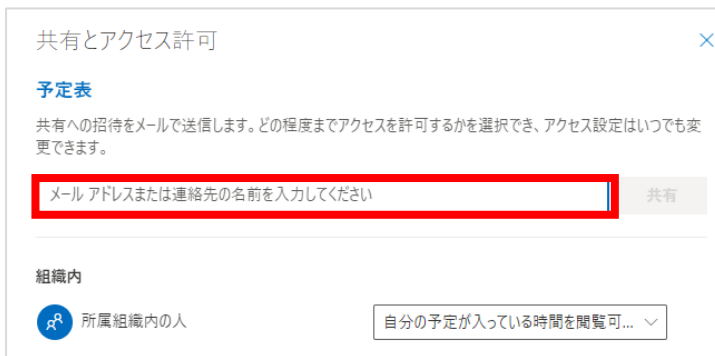 共有とアクセス許可
予定表
共有への招待をメールで送信します。どの程度までアクセスを許可するかを選択でき、アクセス設定はいつでも変
更できます。
メール アドレスまたは連絡先の名前を入力してください
共有
組織内
所属組織内の人
自分の予定が入っている時間を閲覧可...